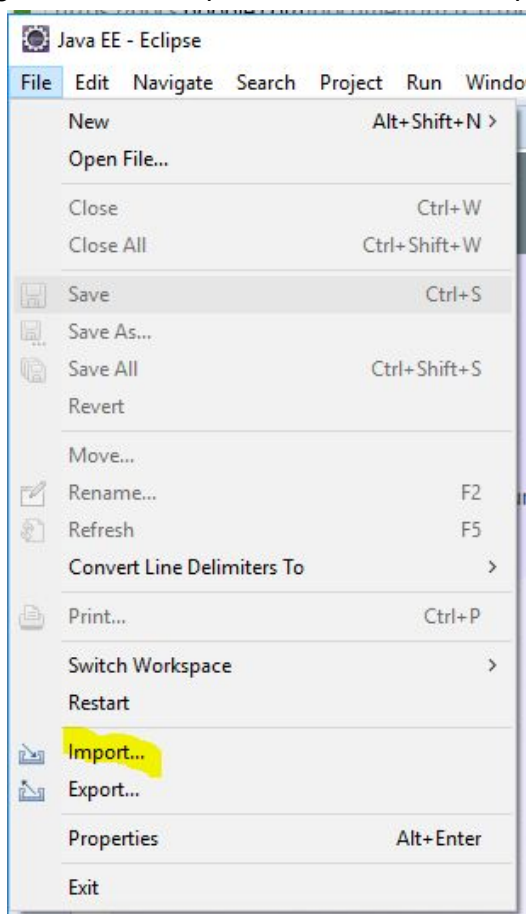 Java EE - Eclipse
File Edit Navigate Search Project Run
New Alt+Shift+N >
Open File...
Close Ctrl+W
Close All Ctrl+Shift+W
Save Ctrl+S
Save As...
Save All Ctrl+Shift+S
Revert
Move...
Rename... F2
Refresh F5
Convert Line Delimiters To >
Print... Ctrl+P
Switch Workspace >
Restart
Import...
Export...
Properties Alt+Enter
Exit